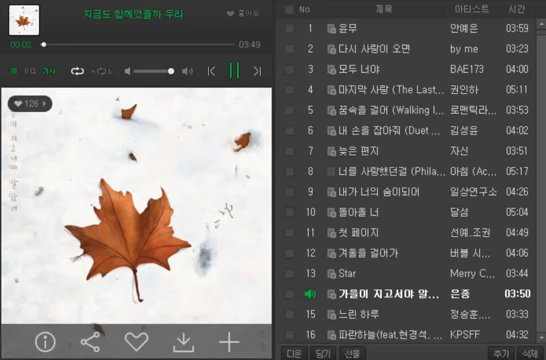 지금도 함께였을까 우리
좋아요
00:02
03:49
EQ 가사
126
No 제목 아티스트 시간
1 윤무 안예은 03:59
2 다시 사랑이 오면 by me 03:23
3 모두 너야 BAE173 04:00
4 마지막 사랑 (The Last,... 권인하 05:11
5 꿈속을 걸어 (Walking I... 로맨틱라... 03:53
6 내 손을 잡아줘 (Duet ... 김성윤 04:02
7 늦은 편지 자신 03:51
8 너를 사랑했던걸 (Phila... 아침 (Ac... 05:17
9 내가 너의 숨이되어 일상연구소 04:26
10 돌아올 너 달섬 05:04
11 첫 페이지 선예,조권 04:49
12 겨울을 걸어가 버블 시... 04:06
13 Star Merry C... 03:44
가을이 지고서야 알... 은종 03:50
15 느린 하루 정승훈,... 03:33
16 파란하늘(feat,현경석, ... KPSFF 04:32
다운 담기 선물 추가 삭제